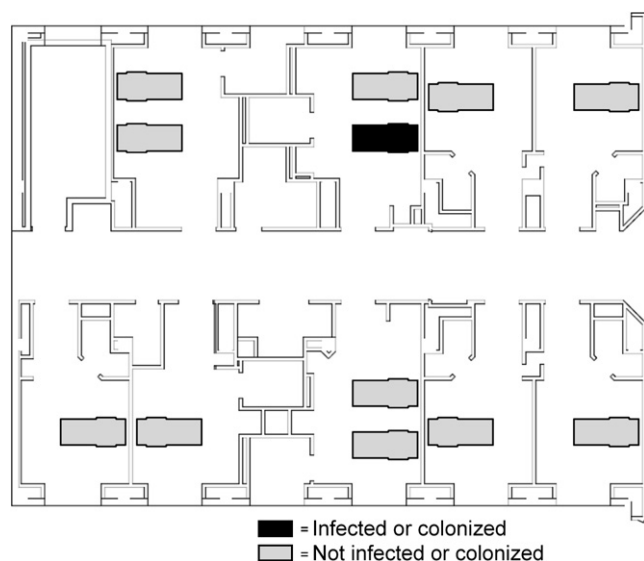 = Infected or colonized
= Not infected or colonized